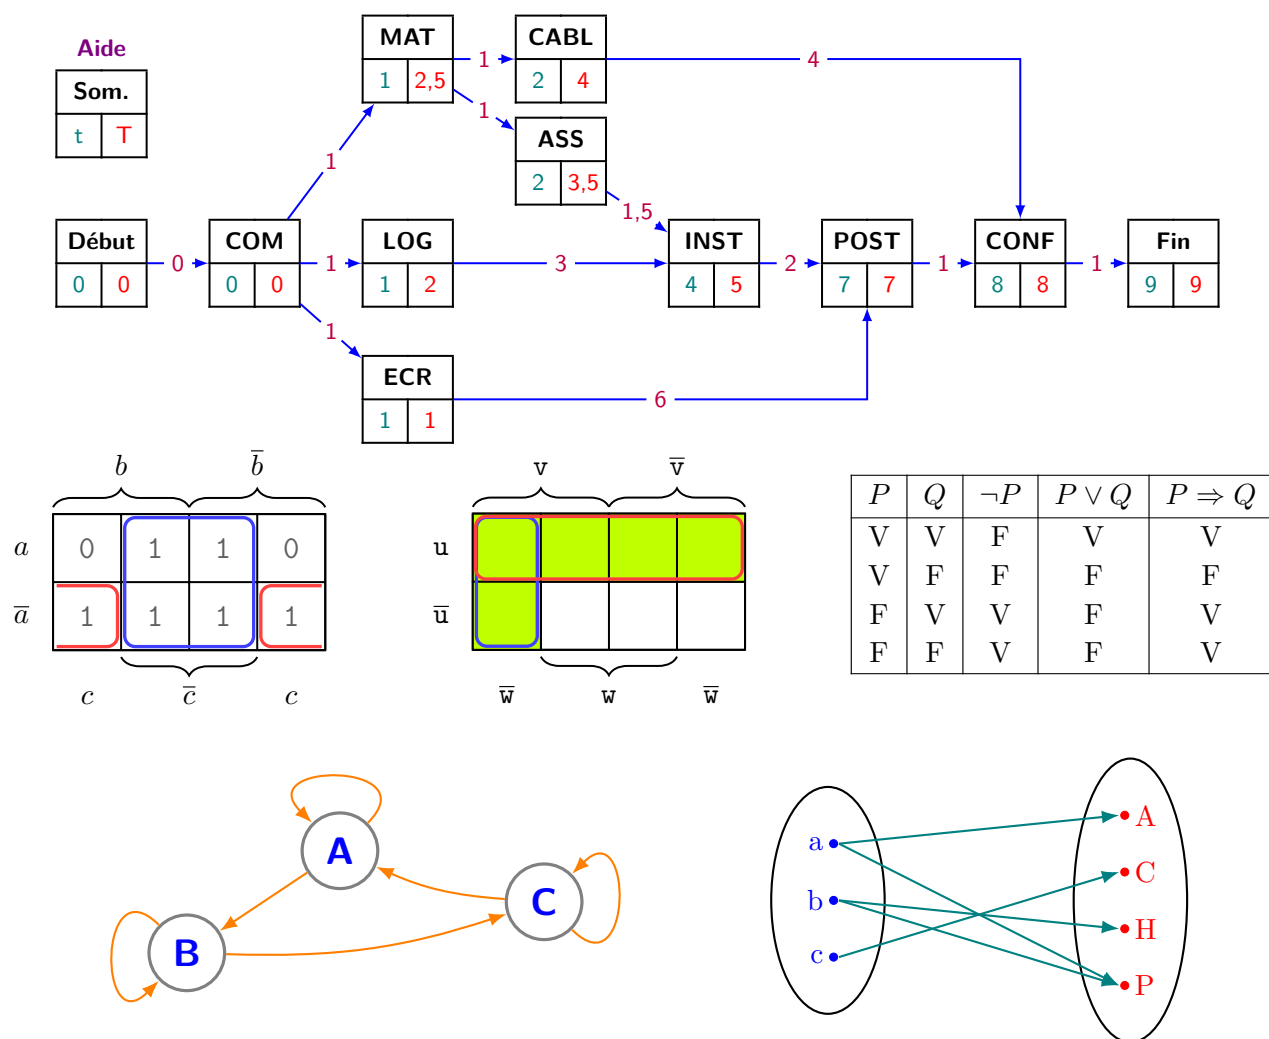 Aide
Som.
t T
MAT
1 2,5
1
CABL
2 4
4
1
ASS
2 3,5
1
1,5
Début
0 0
0
COM
0 0
1
LOG
1 2
3
INST
4 5
2
POST
7 7
1
CONF
8 8
1
Fin
9 9
1
ECR
1 1
6
b b̅
a 0 1 1 0
a̅ 1 1 1 1
c c̅ c
v v̅
u
u̅
w̅ w w̅
P Q ¬P P ∨ Q P ⇒ Q
V V F V V
V F F F F
F V V F V
F F V F V
A
B
C
a
b
c
A
C
H
P